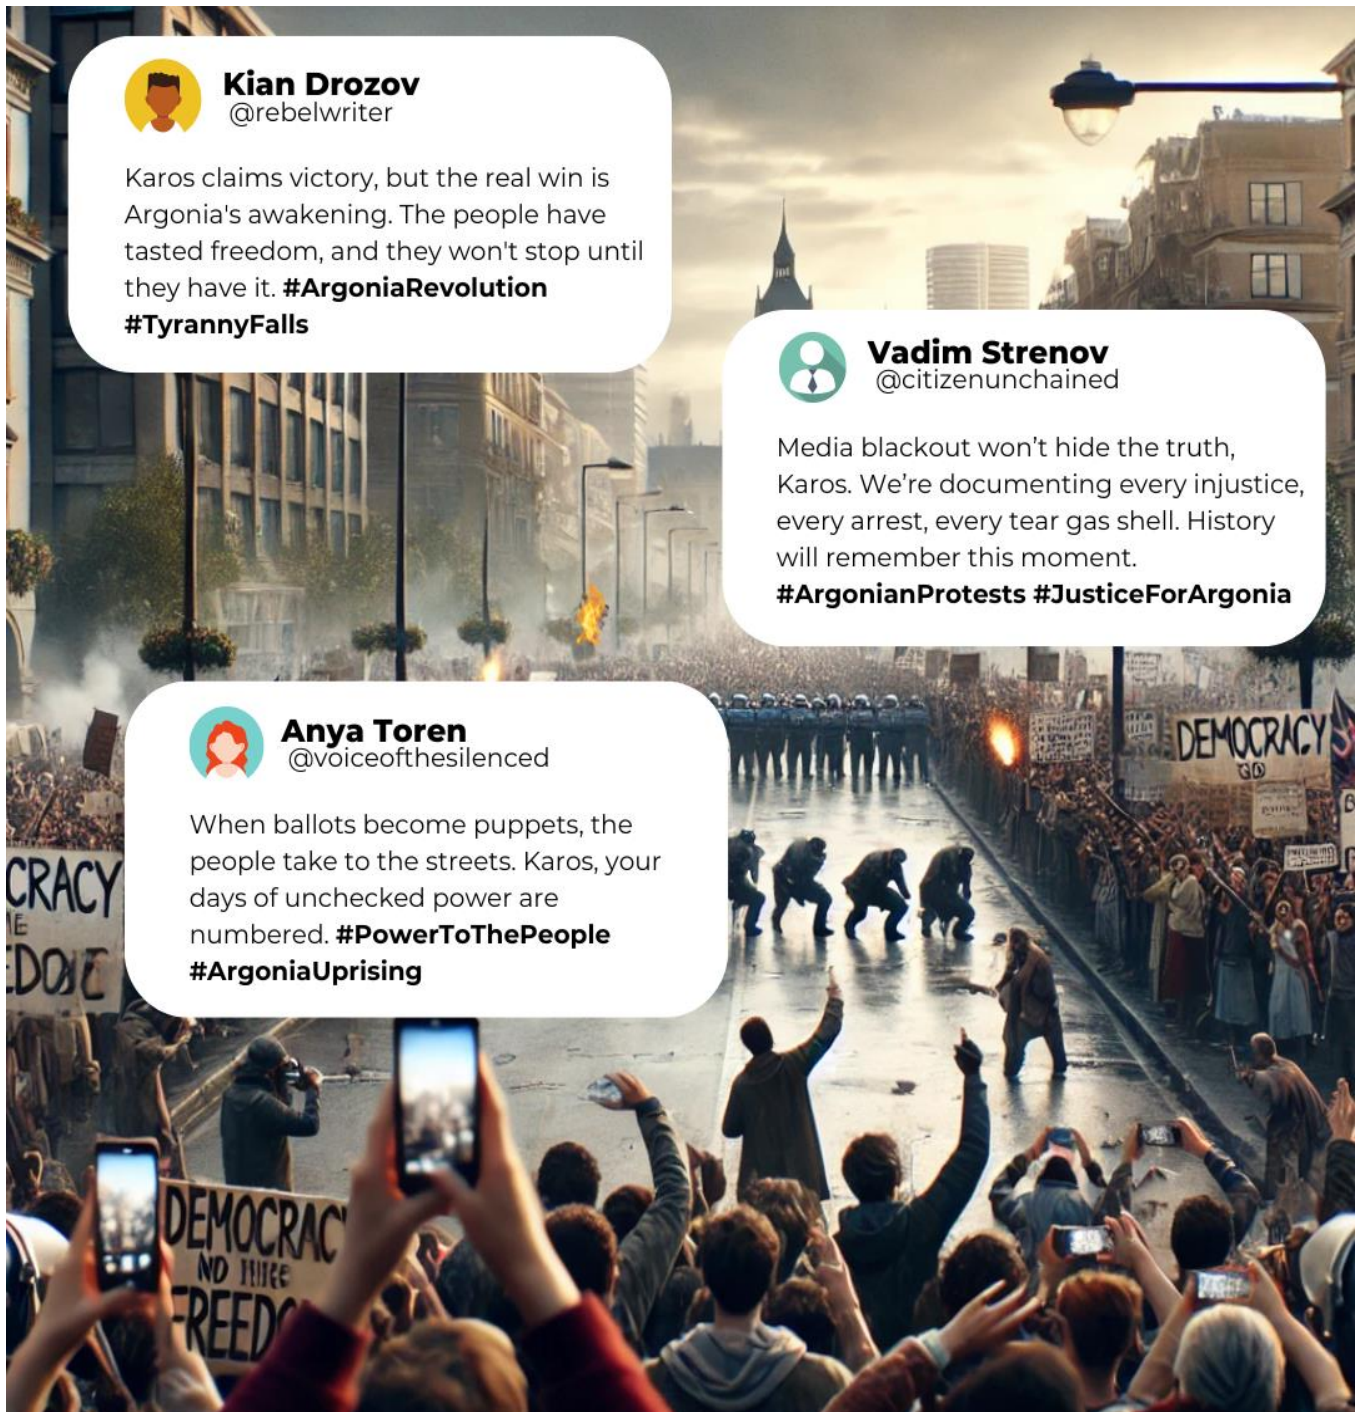 Kian Drozov
@rebelwriter
Karos claims victory, but the real win is
Argonia's awakening. The people have
tasted freedom, and they won't stop until
they have it. #ArgoniaRevolution
#TyrannyFalls
Vadim Strenov
@citizenunchained
Media blackout won’t hide the truth,
Karos. We’re documenting every injustice,
every arrest, every tear gas shell. History
will remember this moment.
#ArgonianProtests #JusticeForArgonia
Anya Toren
@voiceofthesilenced
When ballots become puppets, the
people take to the streets. Karos, your
days of unchecked power are
numbered. #PowerToThePeople
#ArgoniaUprising
DEMOCRACY
CRACY
DEMOCRAC
NO
FREEDO